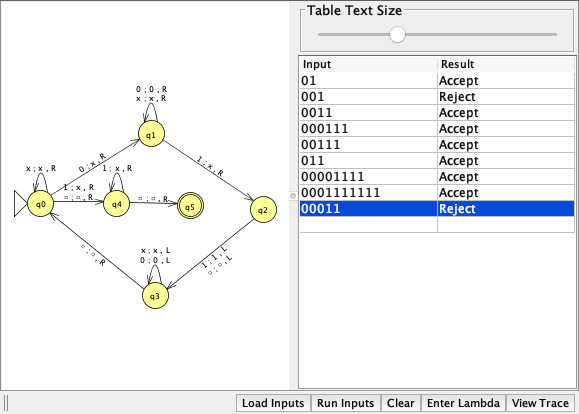 Table Text Size
Input Result
01 Accept
001 Reject
0011 Accept
000111 Accept
00111 Accept
011 Accept
00001111 Accept
0001111111 Accept
00011 Reject
0 ; 0 , R
x ; x , R
q1
0 ; x , R
1 ; x , R
x ; x , R
q0
1 ; x , R
□ ; □ , R
1 ; x , R
q4
□ ; □ , R
q5
q2
□ ; □ , R
x ; x , L
0 ; 0 , L
q3
1 ; 1 , L
□ ; □ , L
Load Inputs Run Inputs Clear Enter Lambda View Trace